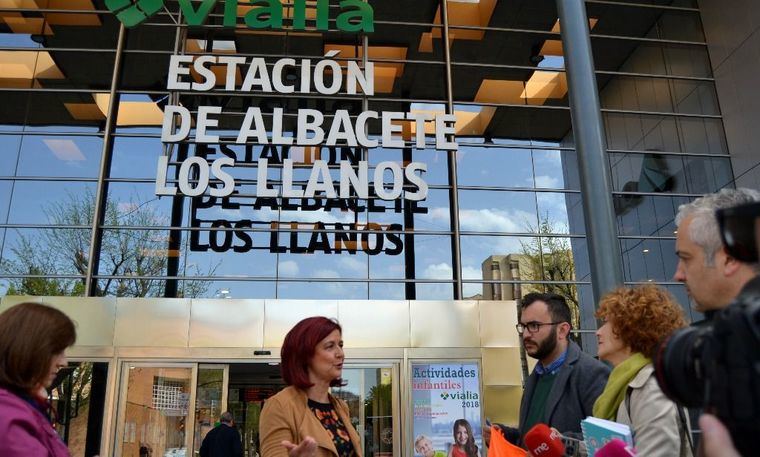 vialia
ESTACIÓN
DE ALBACETE
LOS LLANOS
ESTACIÓN
DE ALBACETE
LOS LLANOS
Actividades
infantiles
vialia
2018